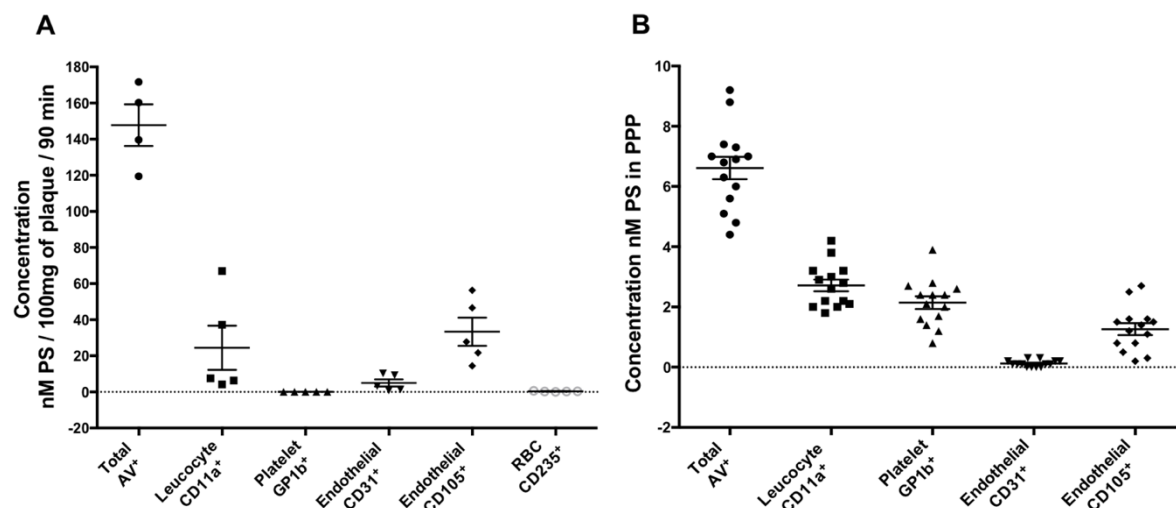 A
Concentration
nM PS / 100mg of plaque / 90 min
180
160
140
120
100
80
60
40
20
0
-20
Total
AV+
Leucocyte
CD11a+
Platelet
GP1b+
Endothelial
CD31+
Endothelial
CD105+
RBC
CD235+
B
Concentration nM PS in PPP
10
8
6
4
2
0
-2
Total
AV+
Leucocyte
CD11a+
Platelet
GP1b+
Endothelial
CD31+
Endothelial
CD105+